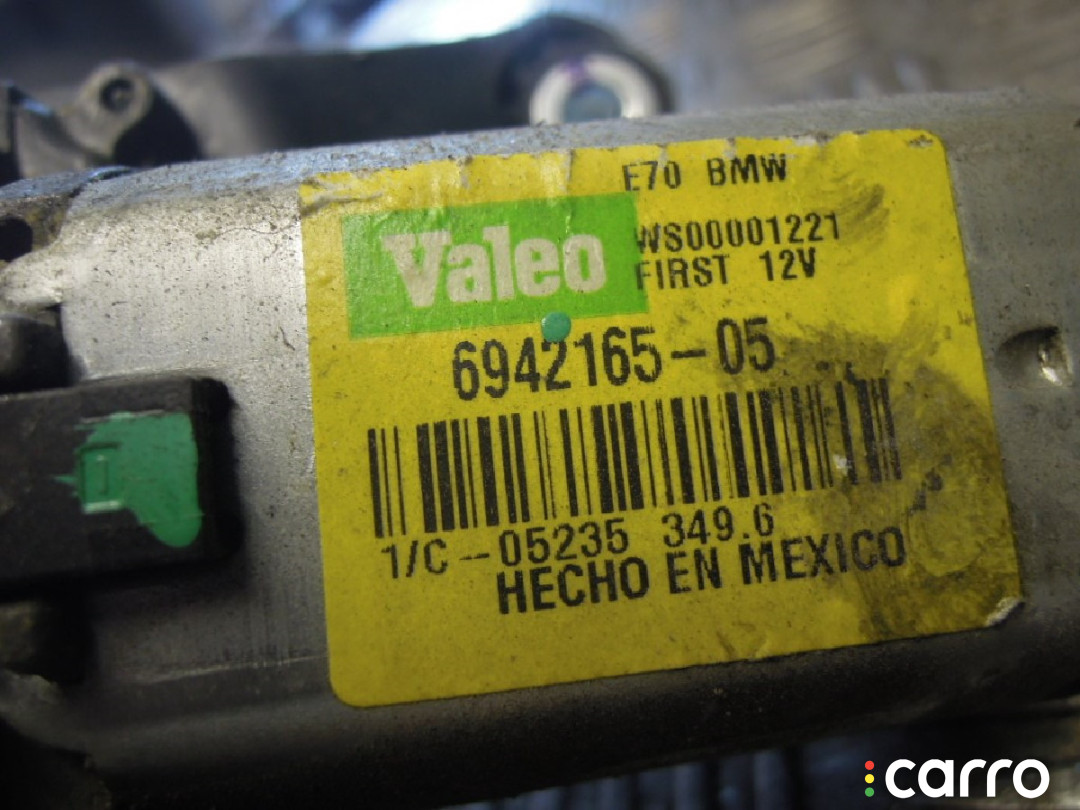 E70 BMW
Valeo
WS00001221
FIRST 12V
6942165-05
1/C-05235 349.6
HECHO EN MEXICO
carro